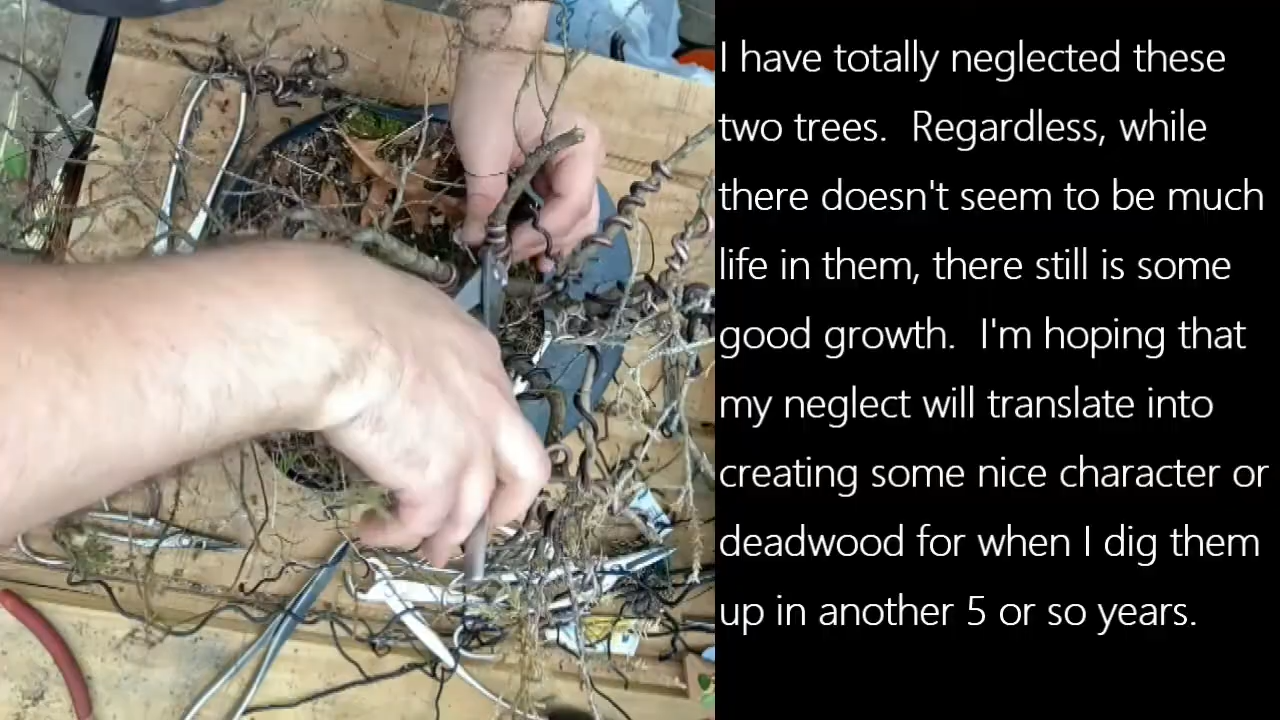 I have totally neglected these
two trees.  Regardless, while
there doesn't seem to be much
life in them, there still is some
good growth.  I'm hoping that
my neglect will translate into
creating some nice character or
deadwood for when I dig them
up in another 5 or so years.